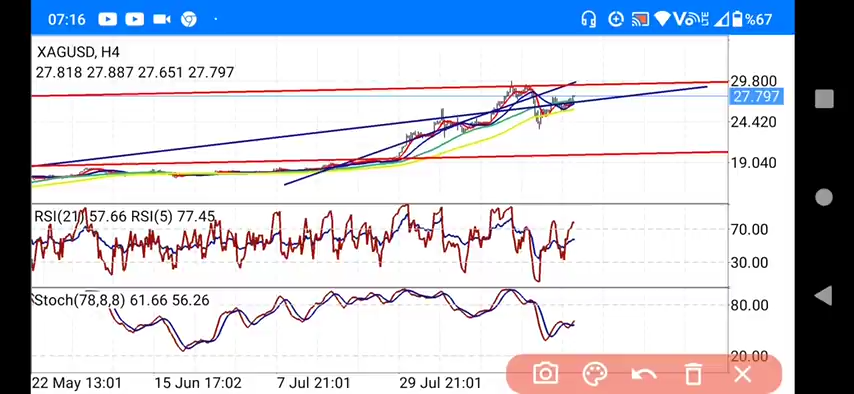 07:16
%67
XAGUSD, H4
27.818 27.887 27.651 27.797
29.800
27.797
24.420
19.040
RSI(21) 57.66 RSI(5) 77.45
70.00
30.00
Stoch(78,8,8) 61.66 56.26
80.00
20.00
22 May 13:01 15 Jun 17:02 7 Jul 21:01 29 Jul 21:01